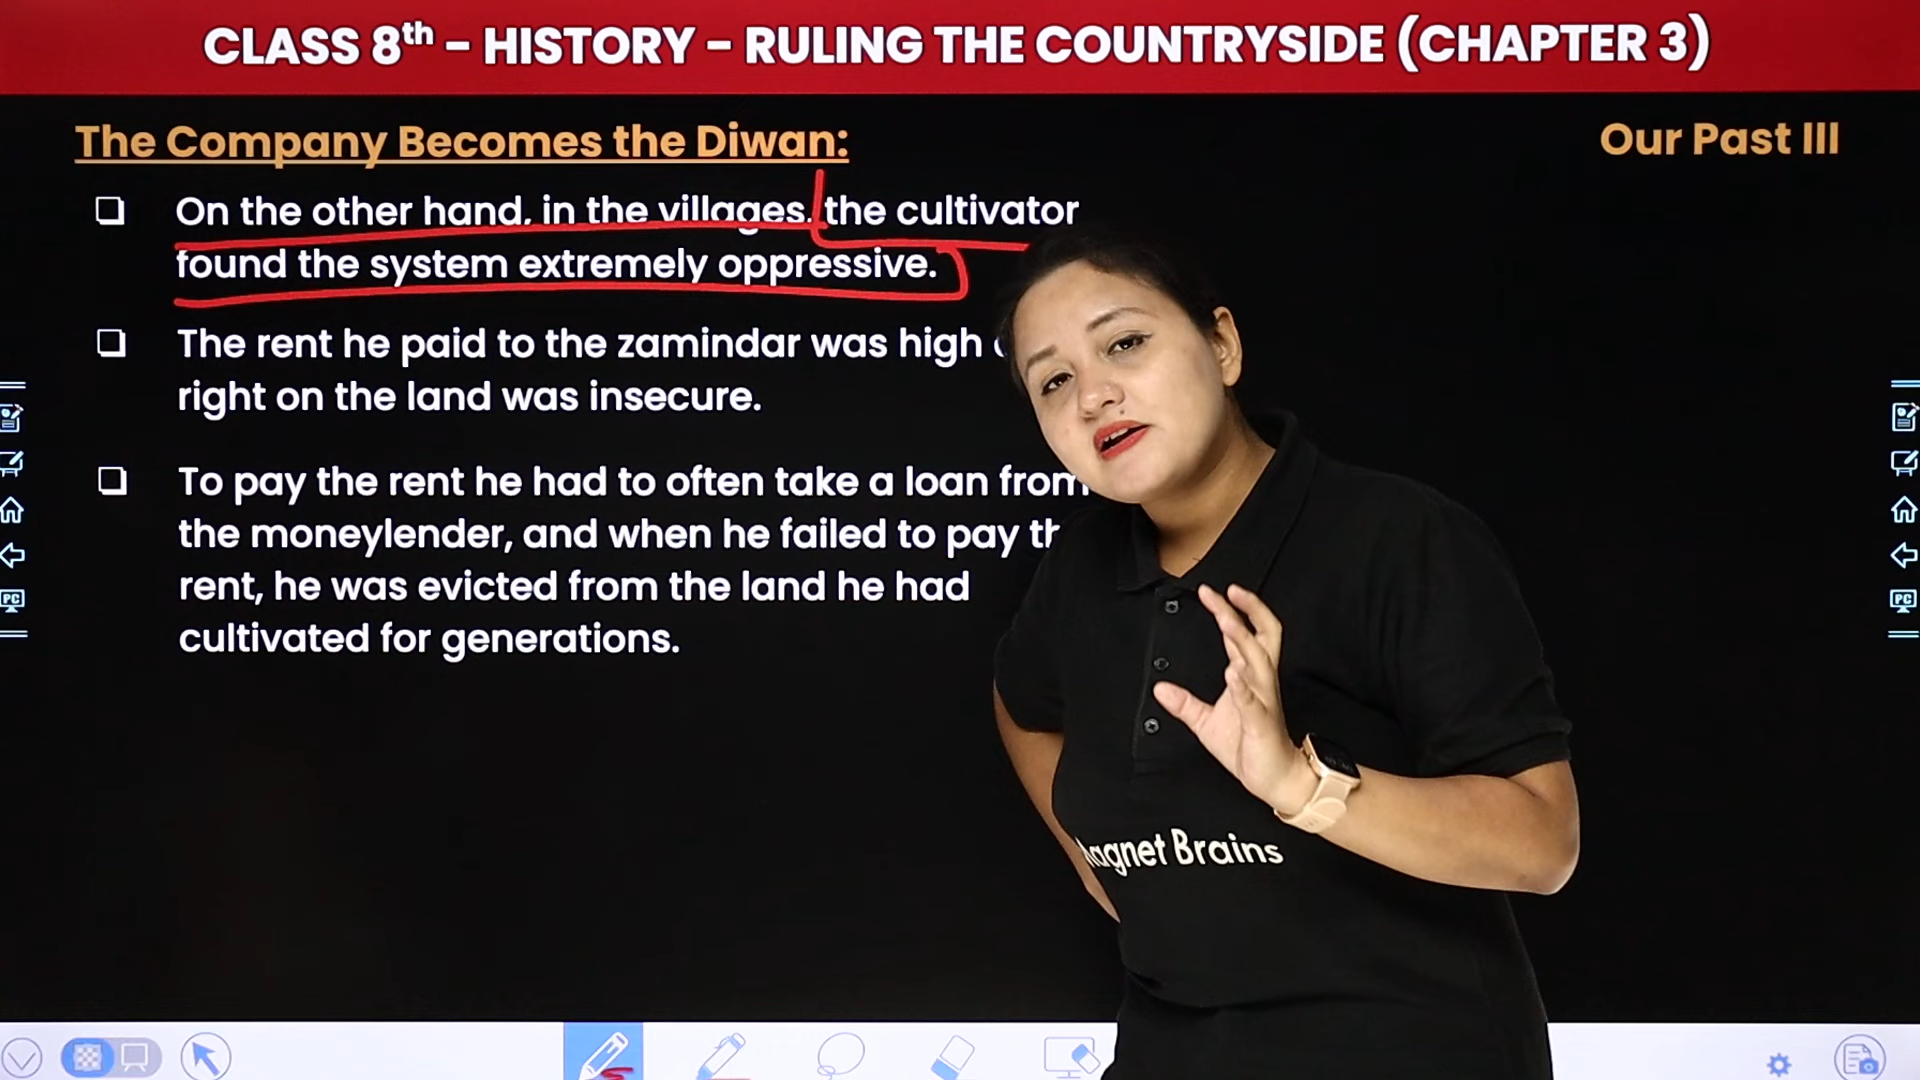 CLASS 8th – HISTORY – RULING THE COUNTRYSIDE (CHAPTER 3)
The Company Becomes the Diwan:
Our Past III
On the other hand, in the villages, the cultivator
found the system extremely oppressive.
The rent he paid to the zamindar was high
right on the land was insecure.
To pay the rent he had to often take a loan from
the moneylender, and when he failed to pay
rent, he was evicted from the land he had
cultivated for generations.
Brains
PC
PC